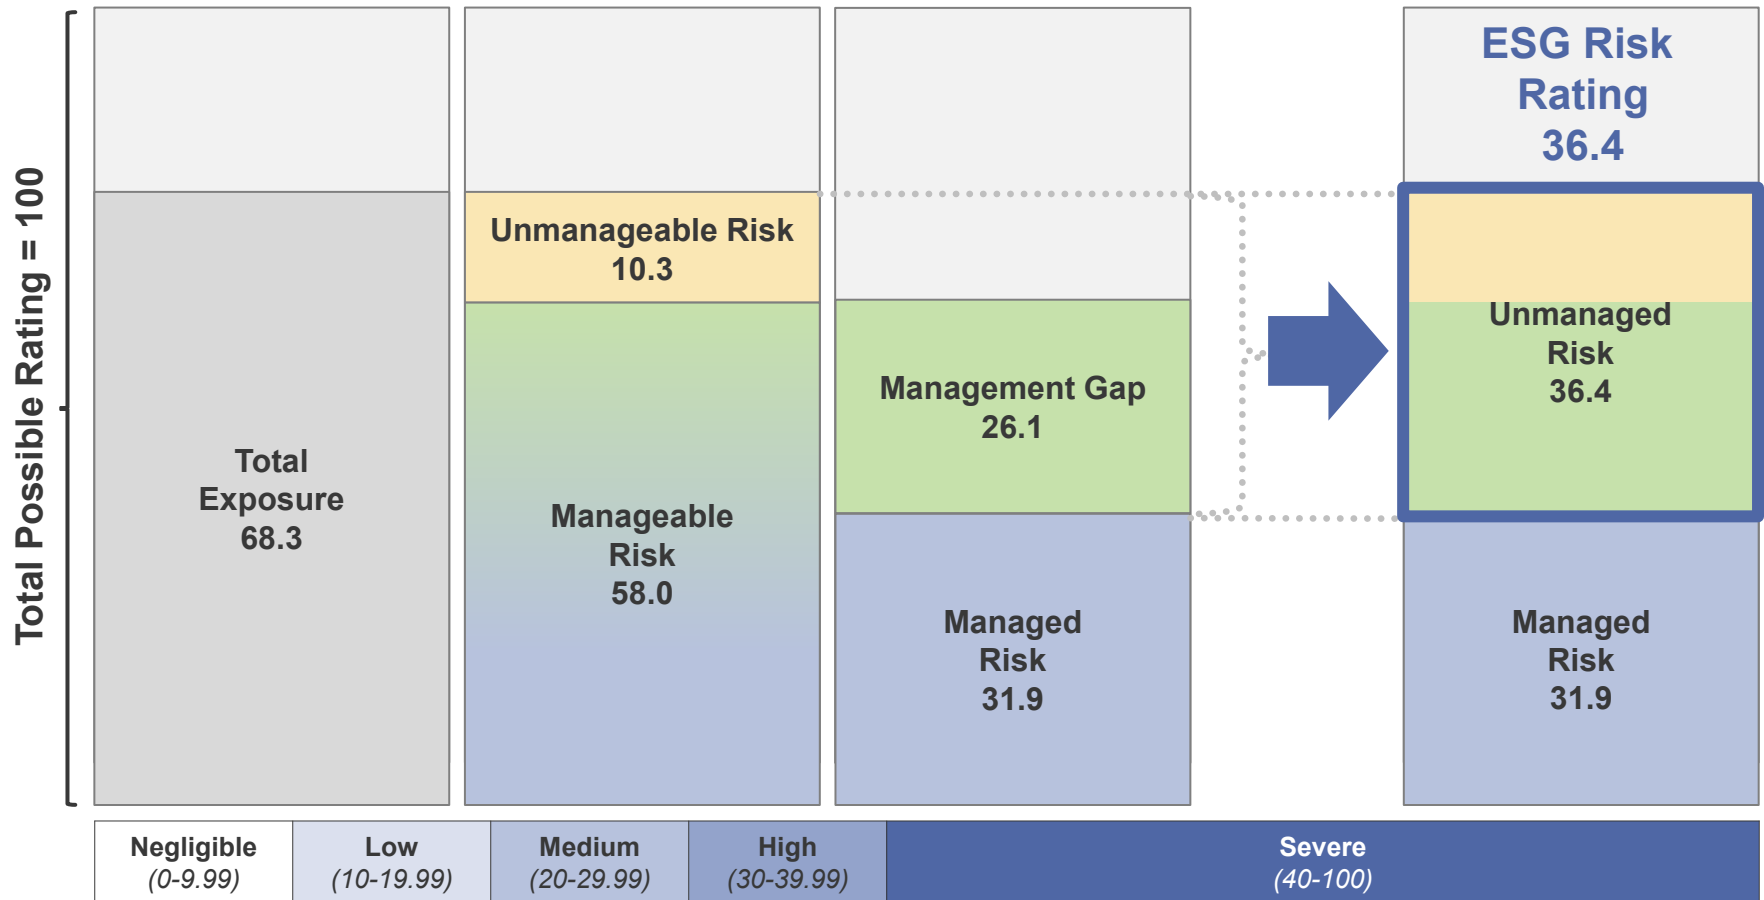 Total Possible Rating = 100
Total
Exposure
68.3
Unmanageable Risk
10.3
Manageable
Risk
58.0
Management Gap
26.1
Managed
Risk
31.9
ESG Risk
Rating
36.4
Unmanaged
Risk
36.4
Managed
Risk
31.9
Negligible
(0-9.99)
Low
(10-19.99)
Medium
(20-29.99)
High
(30-39.99)
Severe
(40-100)